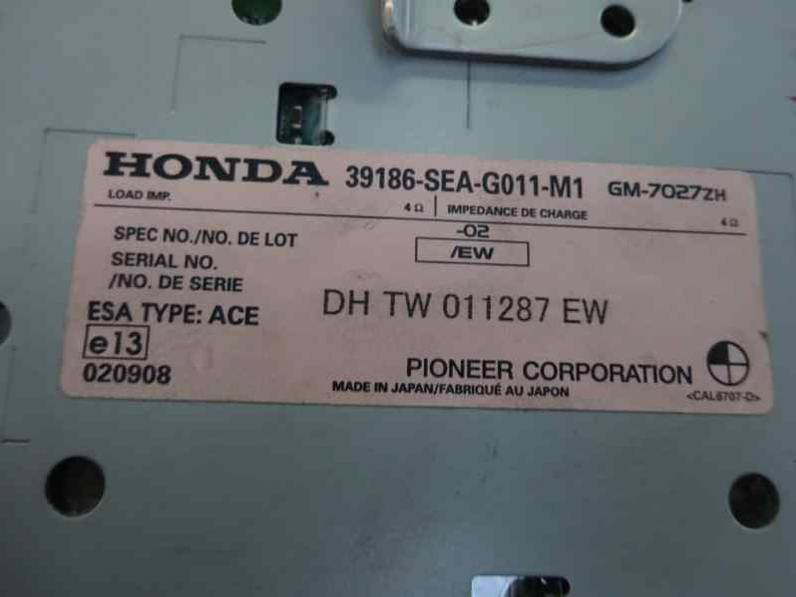 HONDA 39186-SEA-G011-M1 GM-7027ZH
LOAD IMP. 4Ω IMPEDANCE DE CHARGE 4Ω
SPEC NO./NO. DE LOT -02
/EW
SERIAL NO.
/NO. DE SERIE DH TW 011287 EW
ESA TYPE: ACE
e13
020908
PIONEER CORPORATION
MADE IN JAPAN/FABRIQUÉ AU JAPON
<CAL8707-D>